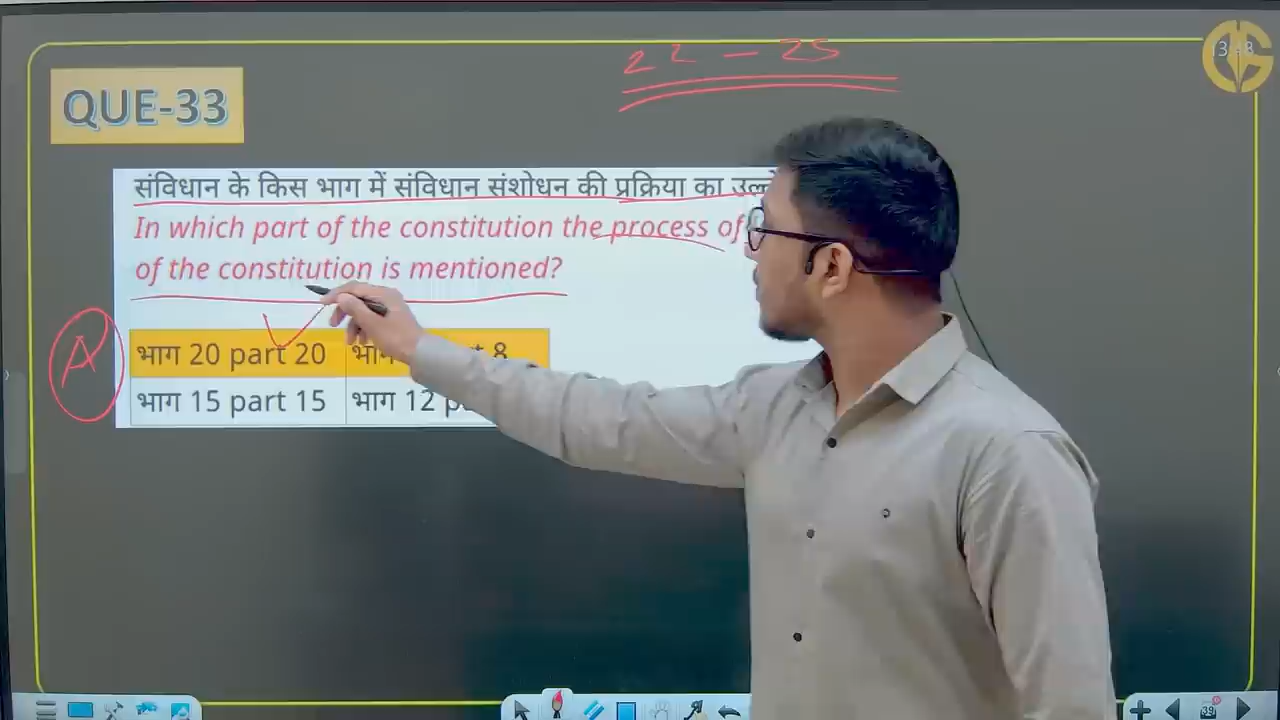 22-25
QUE-33
संविधान के किस भाग में संविधान संशोधन की प्रक्रिया का
In which part of the constitution the process of
of the constitution is mentioned?
A
भाग 20 part 20
8
भाग 15 part 15 भाग 12